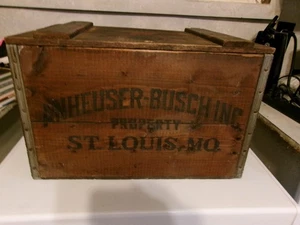 ANHEUSER-BUSCH INC.
PROPERTY
ST. LOUIS, MO.